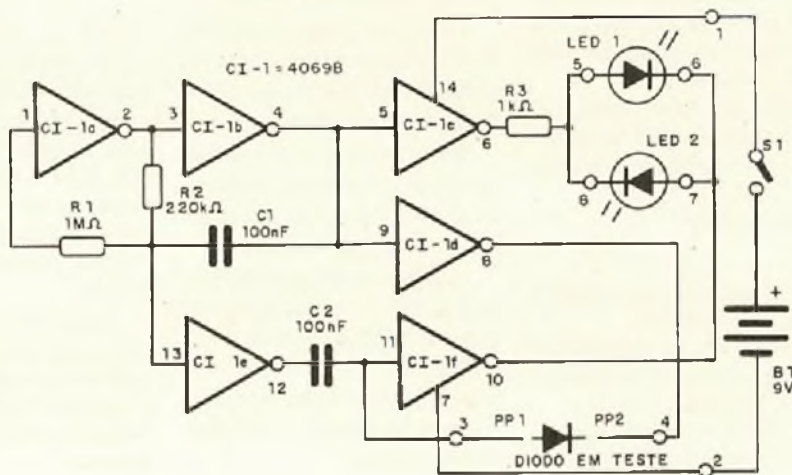 CI-1 = 4069B
LED 1
1
1
2
3
4
5
14
6
5
6
CI-1a
CI-1b
CI-1c
R3
1kΩ
LED 2
S1
R1
1MΩ
R2
220kΩ
C1
100nF
9
CI-1d
8
8
7
+
C2
100nF
13
CI 1e
12
11
CI-1f
10
7
B1
9V
3
PP1
PP2
4
DIODO EM TESTE
2